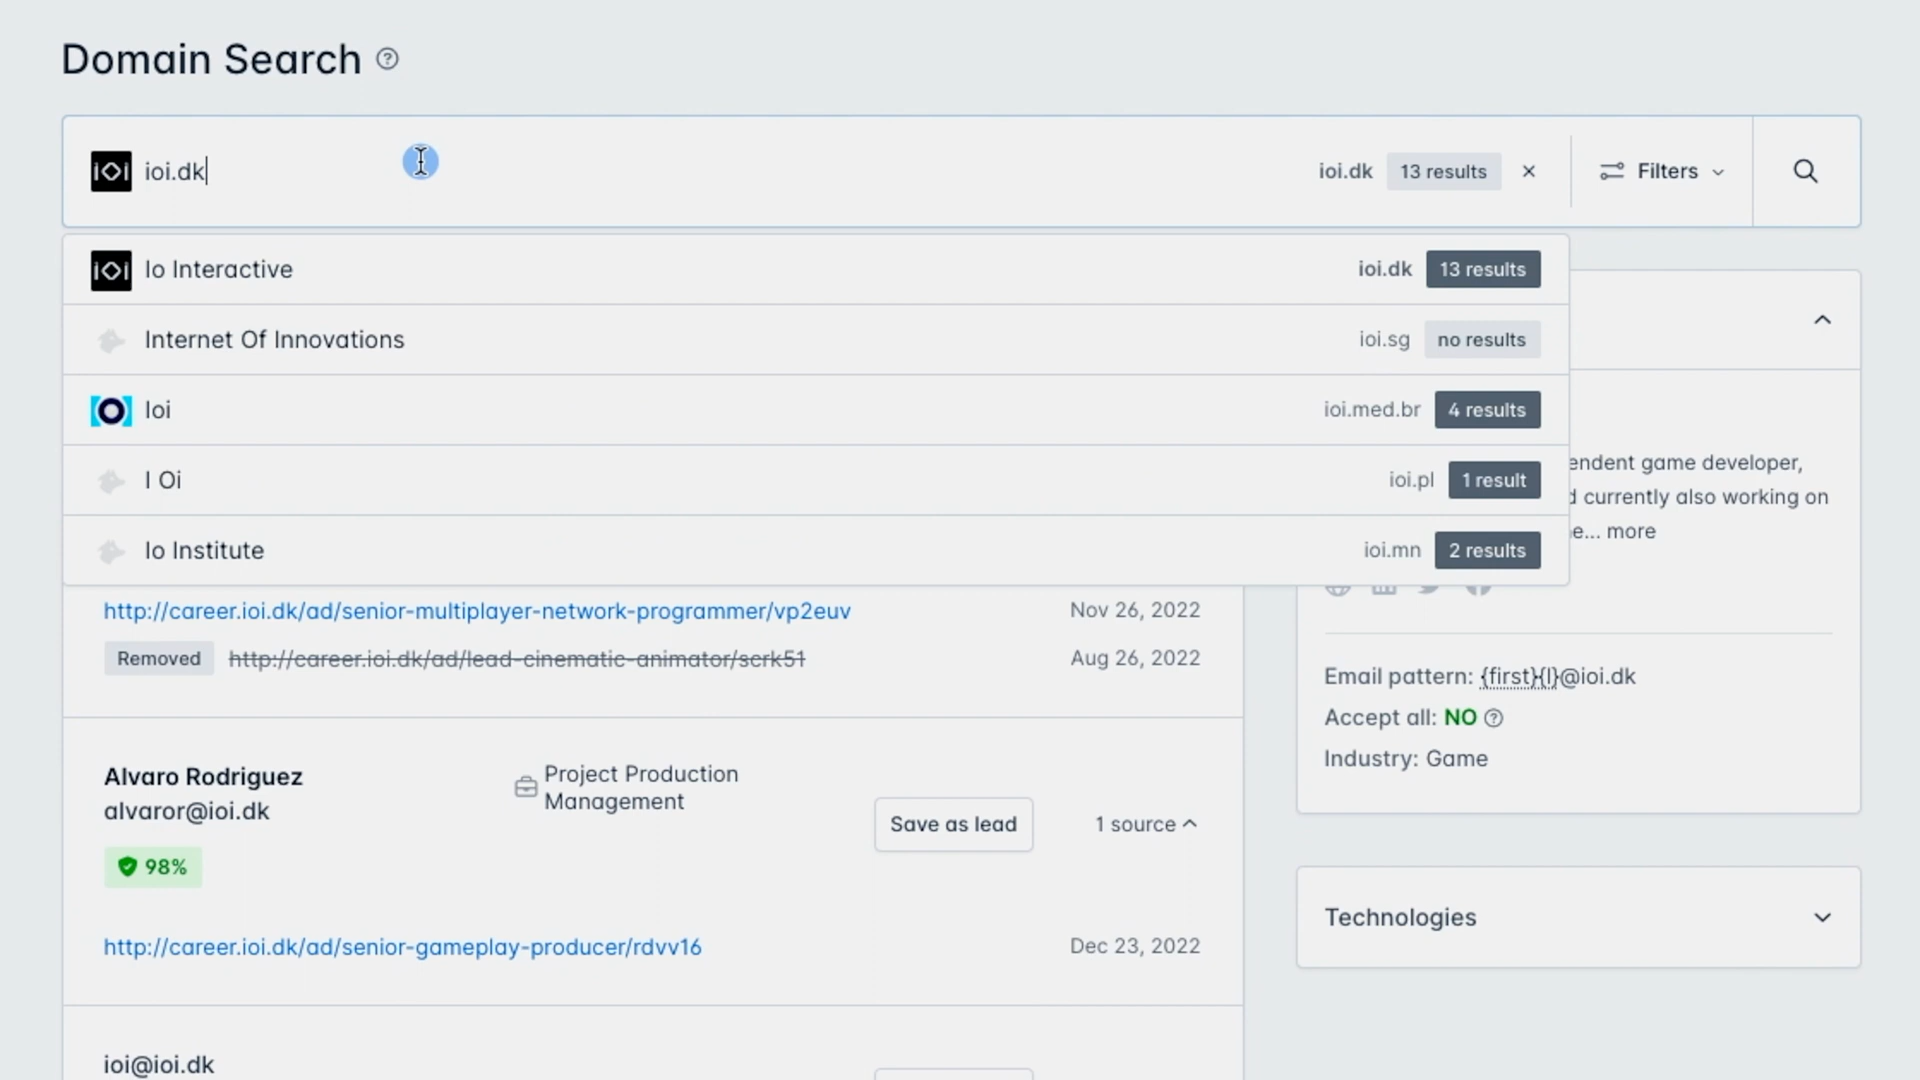 Domain Search
ioi.dk
ioi.dk 13 results
Filters
Io Interactive ioi.dk 13 results
Internet Of Innovations ioi.sg no results
Ioi ioi.med.br 4 results
I Oi ioi.pl 1 result
Io Institute ioi.mn 2 results
endent game developer,
d currently also working on
e... more
http://career.ioi.dk/ad/senior-multiplayer-network-programmer/vp2euv Nov 26, 2022
Removed http://career.ioi.dk/ad/lead-cinematic-animator/scrk51 Aug 26, 2022
Email pattern: {first}{l}@ioi.dk
Accept all: NO
Industry: Game
Alvaro Rodriguez
alvaror@ioi.dk
98%
Project Production
Management
Save as lead
1 source
http://career.ioi.dk/ad/senior-gameplay-producer/rdvv16 Dec 23, 2022
Technologies
ioi@ioi.dk